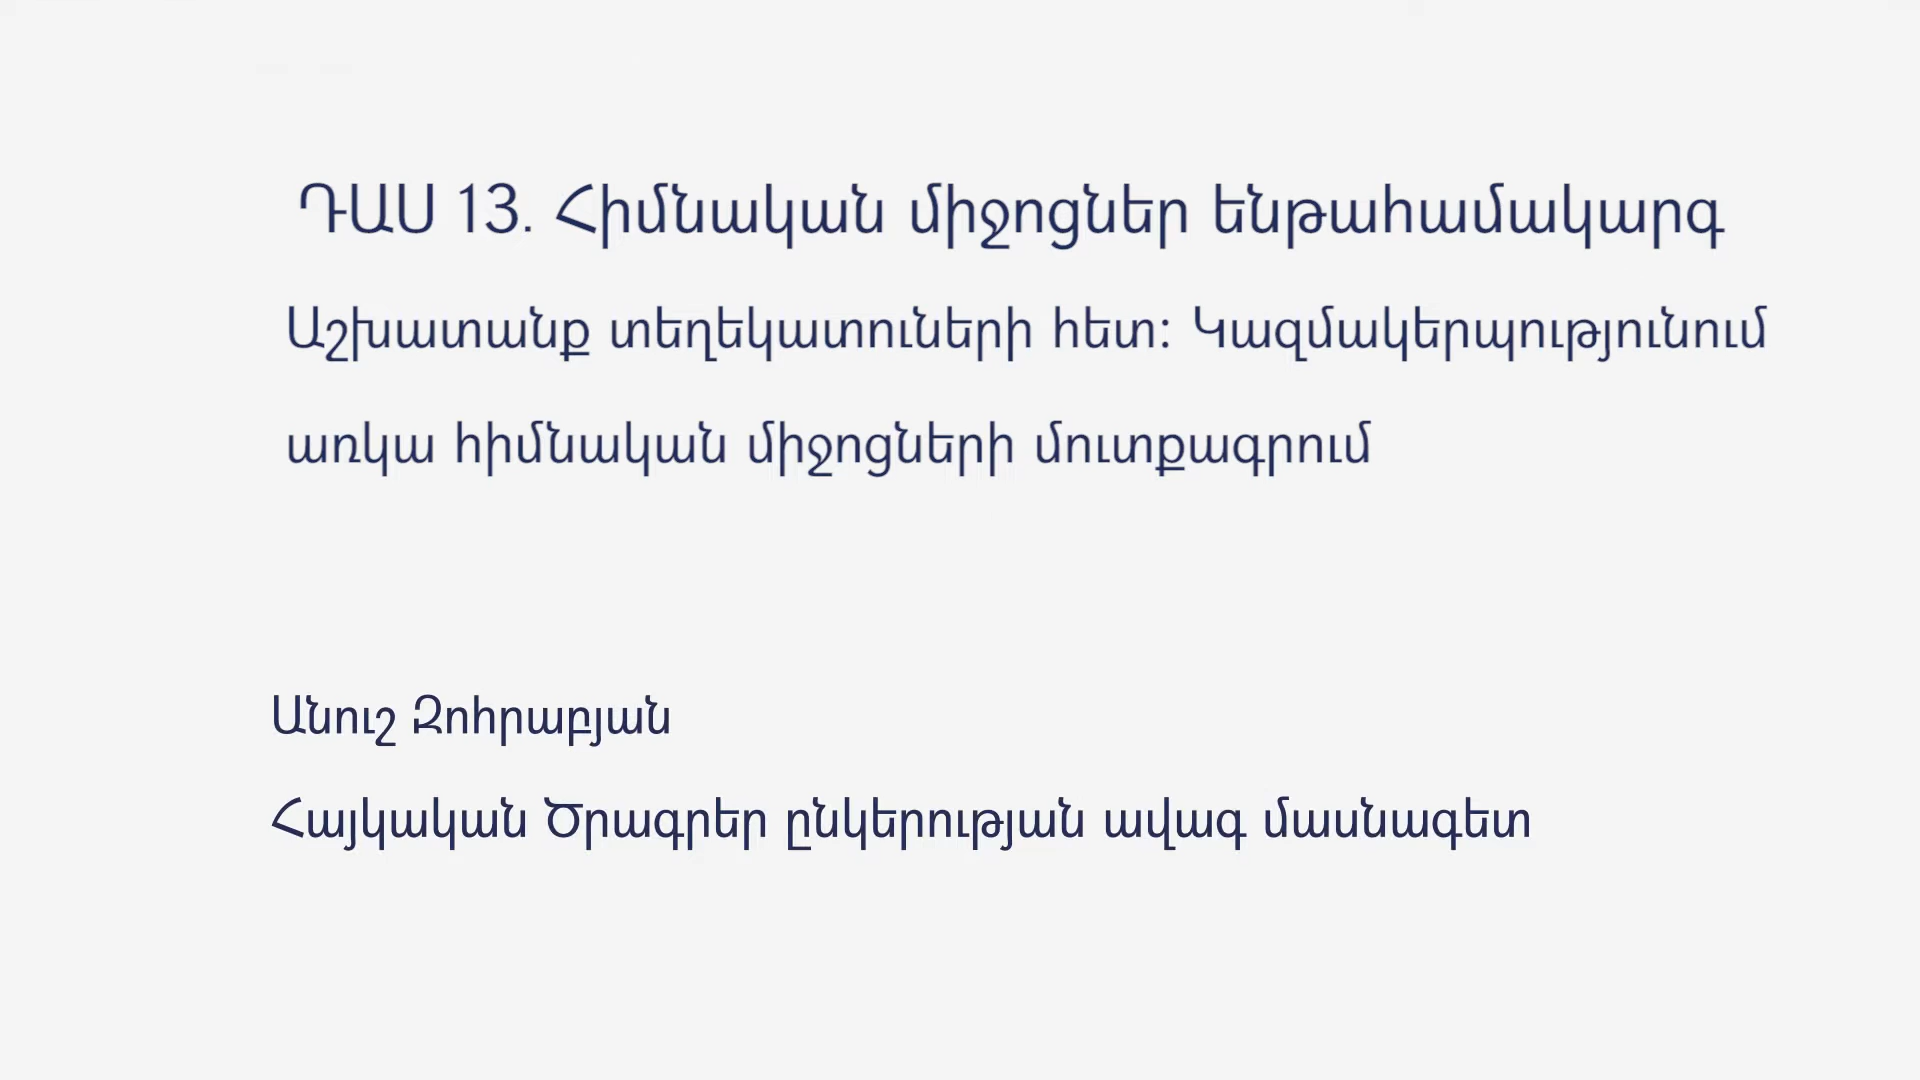 ԴԱՍ 13. Հիմնական միջոցներ ենթահամակարգ
Աշխատանք տեղեկատուների հետ: Կազմակերպությունում
առկա հիմնական միջոցների մուտքագրում
Անուշ Զոհրաբյան
Հայկական Ծրագրեր ընկերության ավագ մասնագետ